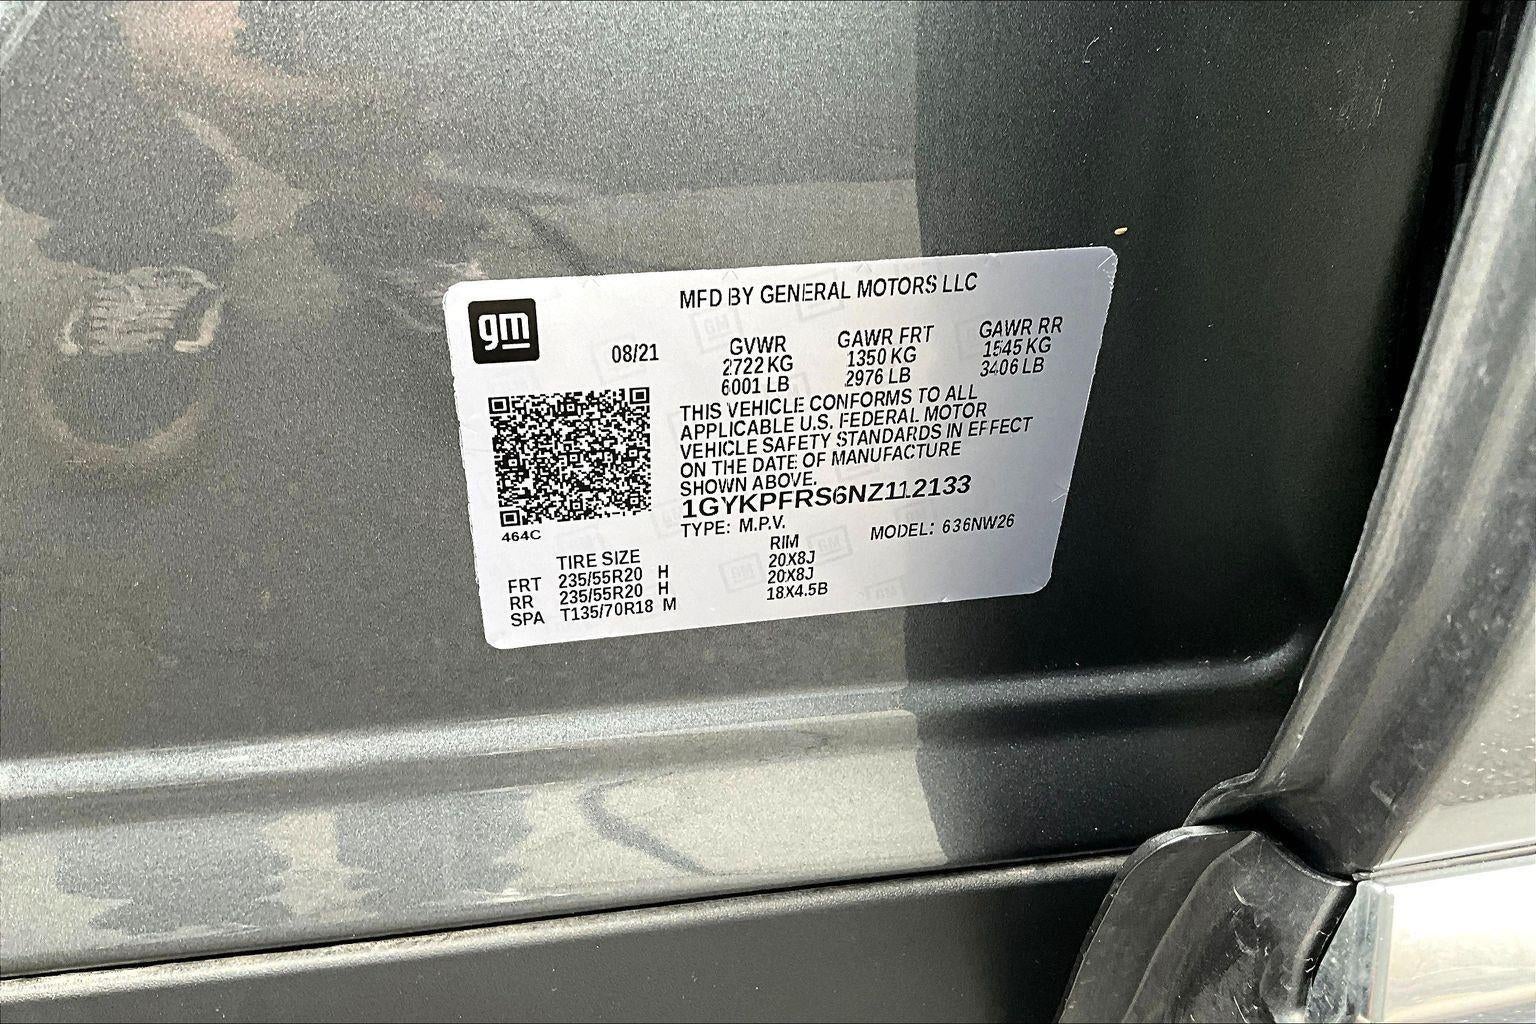 gm
MFD BY GENERAL MOTORS LLC
08/21
GVWR GAWR FRT GAWR RR
2722 KG 1350 KG 1545 KG
6001 LB 2976 LB 3406 LB
THIS VEHICLE CONFORMS TO ALL
APPLICABLE U.S. FEDERAL MOTOR
VEHICLE SAFETY STANDARDS IN EFFECT
ON THE DATE OF MANUFACTURE
SHOWN ABOVE.
1GYKPFRS6NZ112133
464C
TYPE: M.P.V. MODEL: 636NW26
TIRE SIZE RIM
FRT 235/55R20 H 20X8J
RR 235/55R20 H 20X8J
SPA T135/70R18 M 18X4.5B